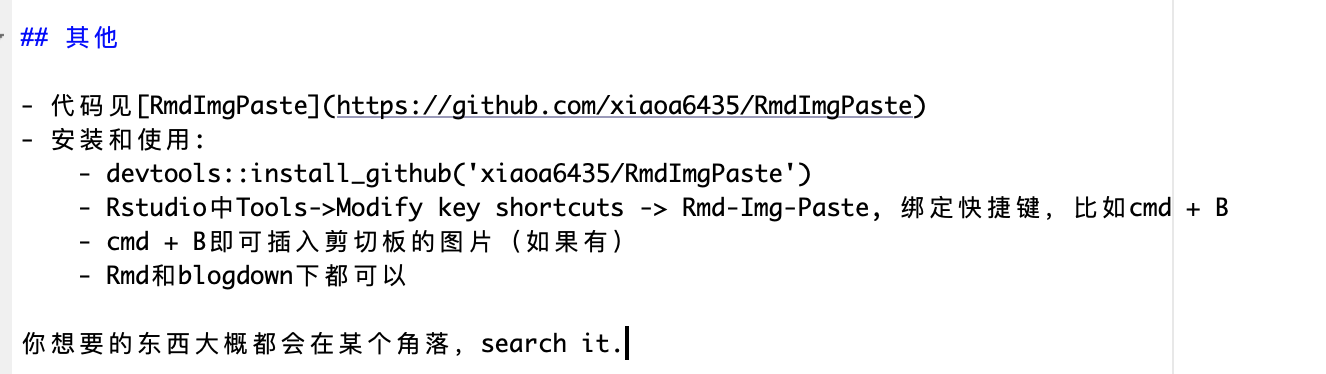 ## 其他
- 代码见[RmdImgPaste](https://github.com/xiaoa6435/RmdImgPaste)
- 安装和使用:
- devtools::install_github('xiaoa6435/RmdImgPaste')
- Rstudio中Tools->Modify key shortcuts -> Rmd-Img-Paste, 绑定快捷键，比如cmd + B
- cmd + B即可插入剪切板的图片（如果有）
- Rmd和blogdown下都可以
你想要的东西大概都会在某个角落，search it.